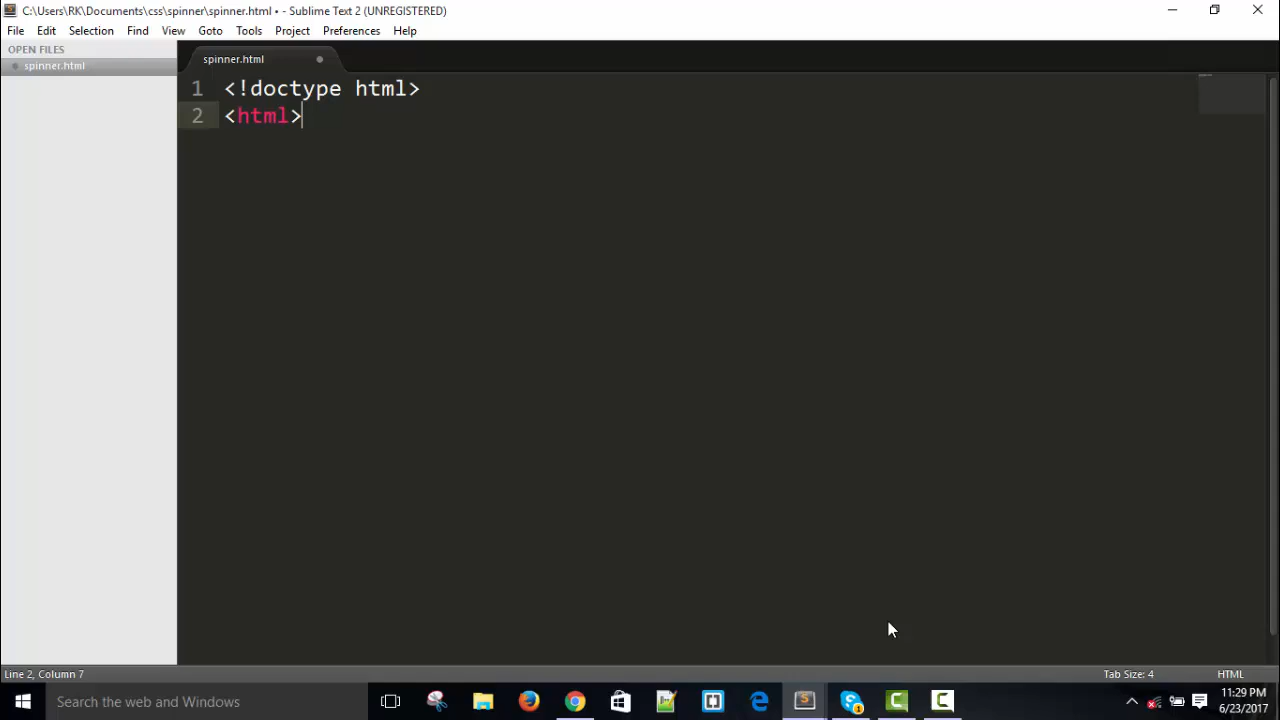 C:\Users\RK\Documents\css\spinner\spinner.html • - Sublime Text 2 (UNREGISTERED)
File Edit Selection Find View Goto Tools Project Preferences Help
OPEN FILES
spinner.html
spinner.html
1 <!doctype html>
2 <html>
Line 2, Column 7
Tab Size: 4
HTML
Search the web and Windows
1
11:29 PM
6/23/2017